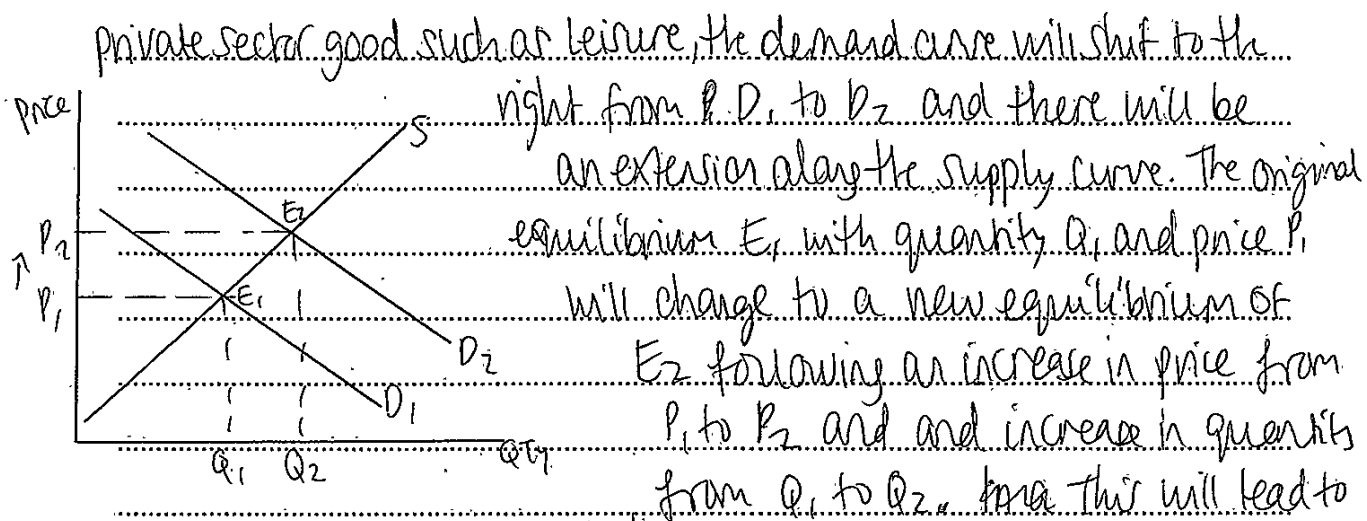 private sector good such as leisure, the demand curve will shift to the
Price
right from D1 to D2 and there will be
S
an extension along the supply curve. The original
E2
P2
equilibrium E1 with quantity Q1 and price P1
↑
P1
E1
will change to a new equilibrium of
D2
E2 following an increase in price from
D1
P1 to P2 and and increase in quantity
Q1 Q2 QTY
from Q1 to Q2. This will lead to